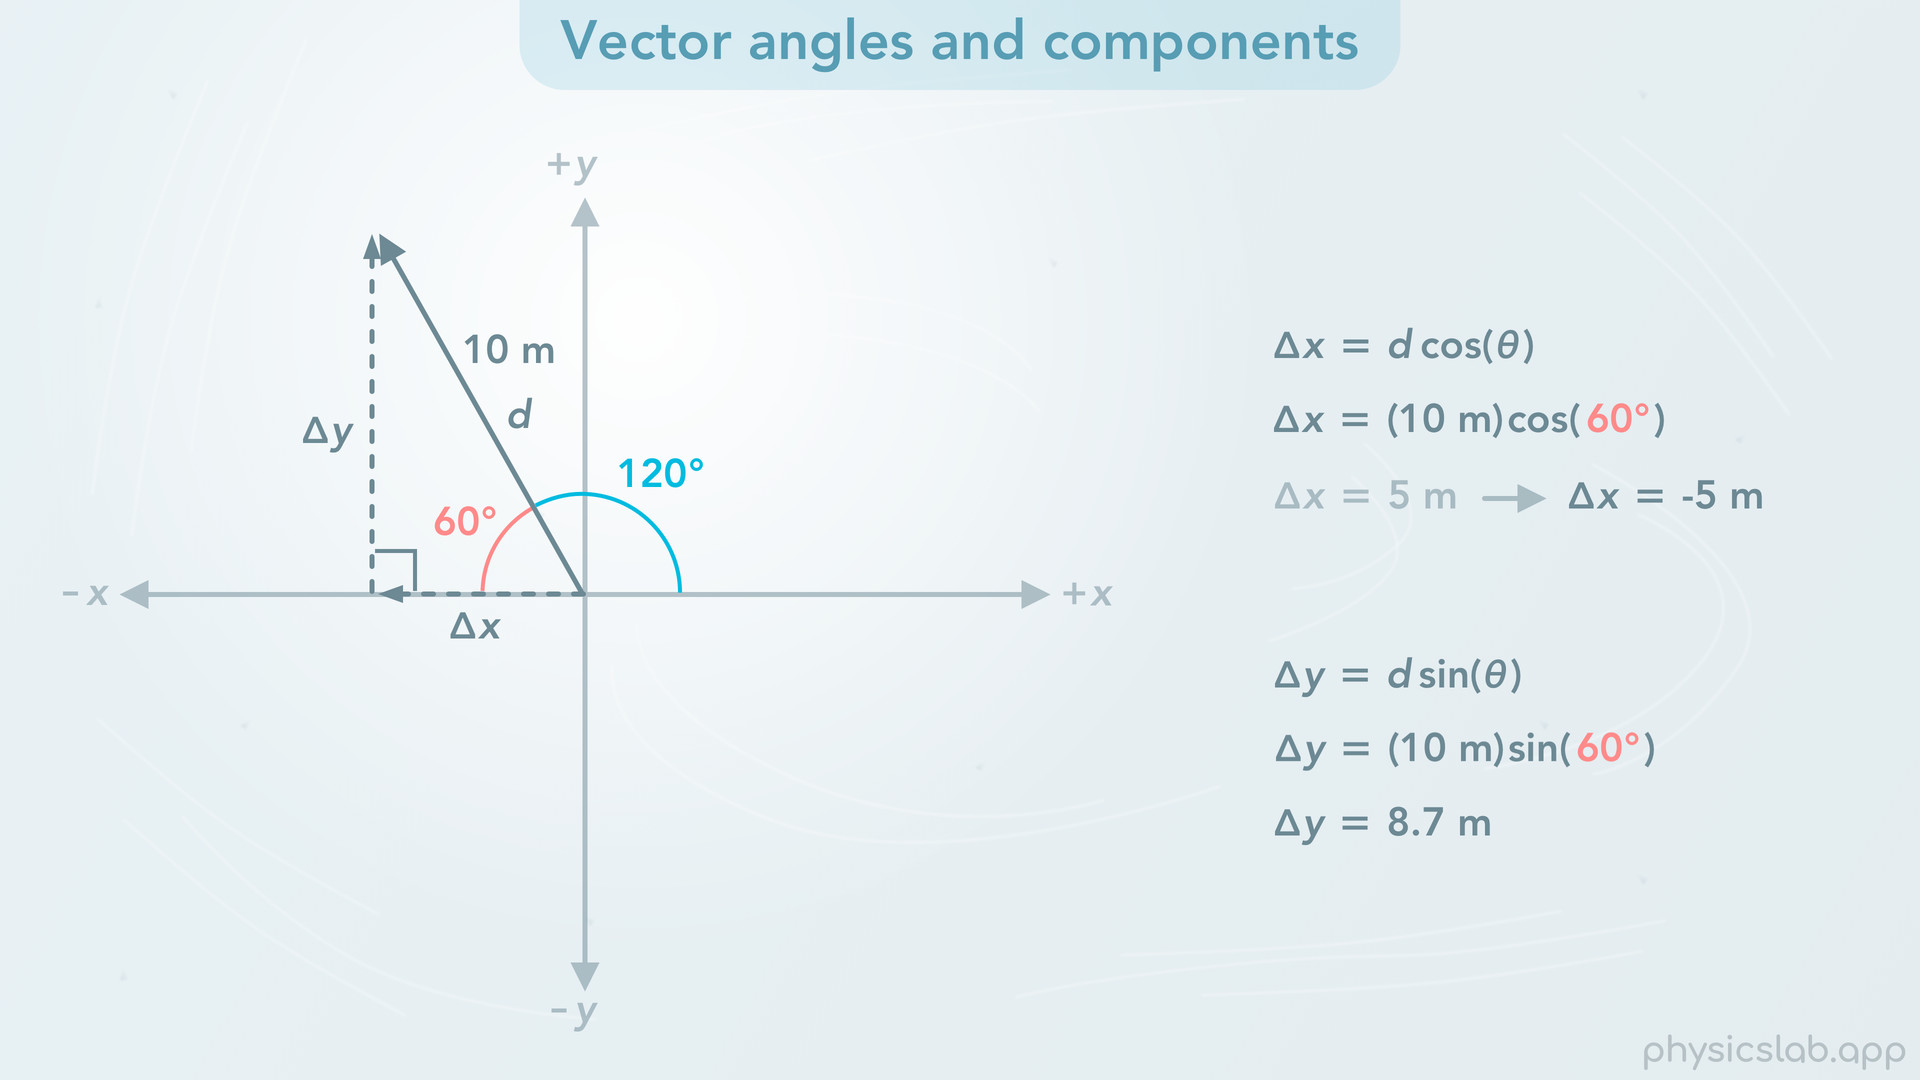 Vector angles and components
+y
10 m
d
Δy
120°
60°
-x
+x
Δx
-y
Δx = d cos(θ)
Δx = (10 m)cos(60°)
Δx = 5 m → Δx = -5 m
Δy = d sin(θ)
Δy = (10 m)sin(60°)
Δy = 8.7 m
physicslab.app